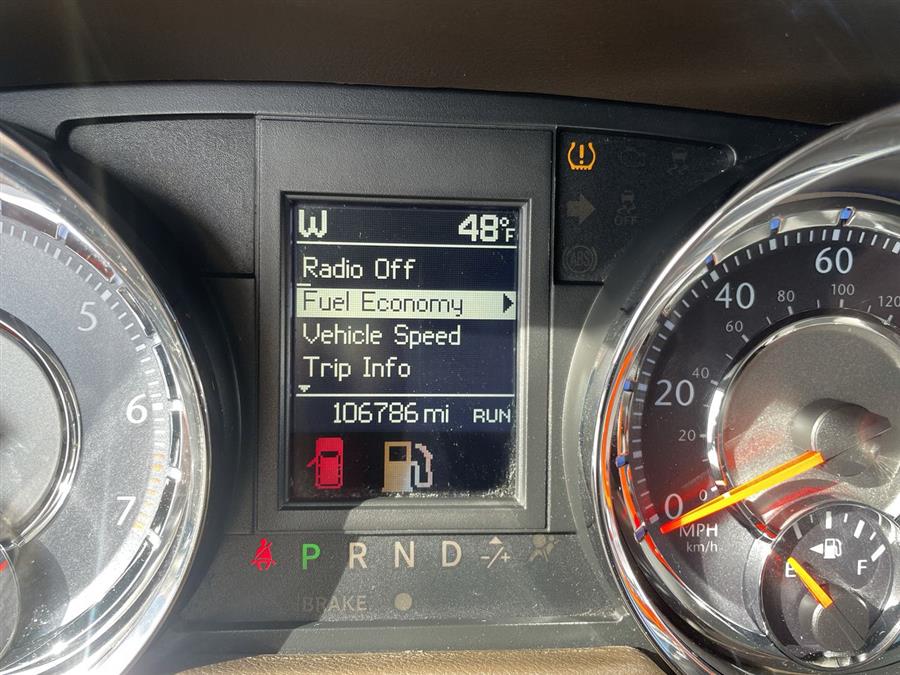 W 48°F
Radio Off
Fuel Economy
Vehicle Speed
Trip Info
106786 mi RUN
P R N D -/+
BRAKE
OFF
ABS
5
6
7
0
20
40
60
0
20
40
60
80
100
120
MPH
km/h
E F